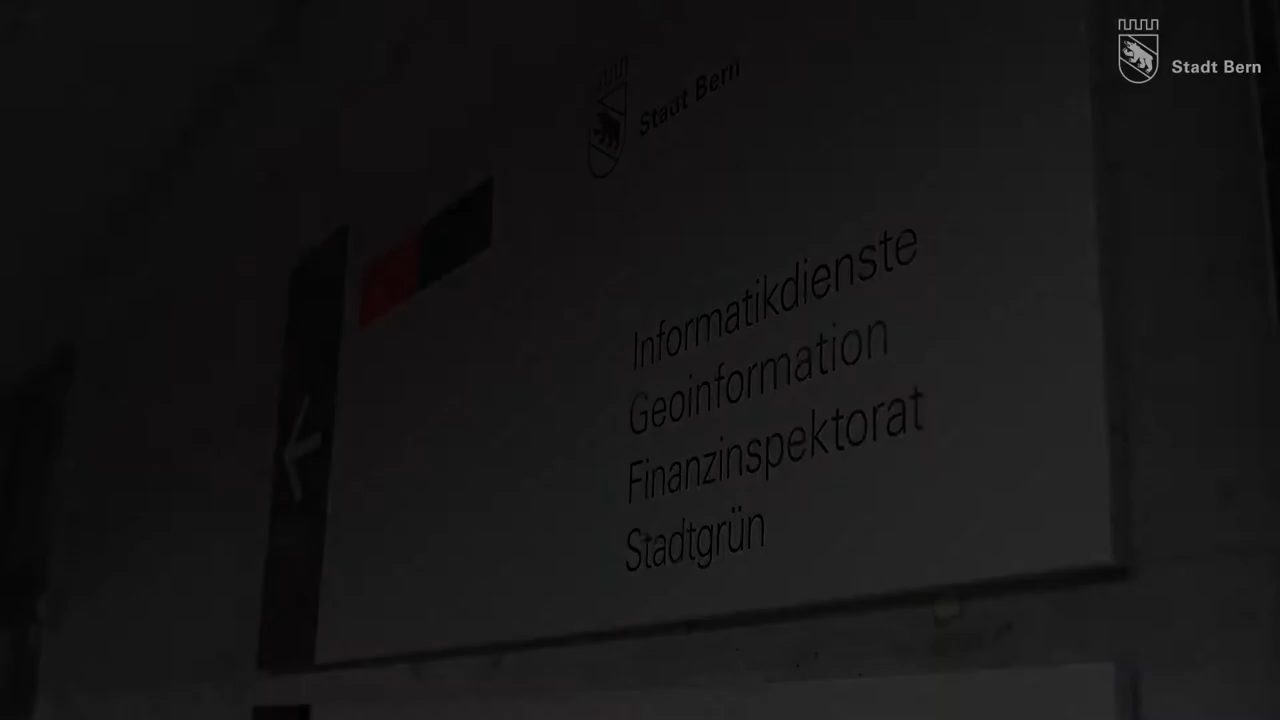 Stadt Bern
Stadt Bern
Informatikdienste
Geoinformation
Finanzinspektorat
Stadtgrün